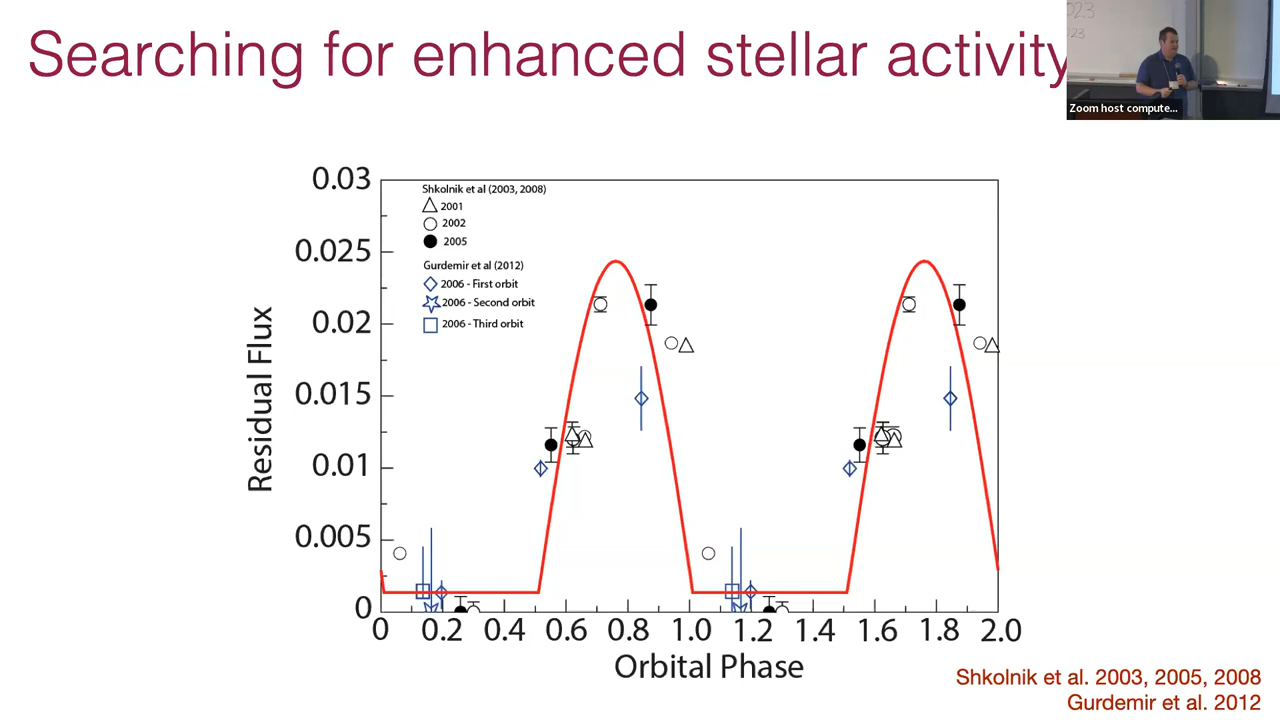 Searching for enhanced stellar activity
023
23
Zoom host compute...
0.03
0.025
0.02
0.015
0.01
0.005
0
Residual Flux
Shkolnik et al (2003, 2008)
2001
2002
2005
Gurdemir et al (2012)
2006 - First orbit
2006 - Second orbit
2006 - Third orbit
0 0.2 0.4 0.6 0.8 1.0 1.2 1.4 1.6 1.8 2.0
Orbital Phase
Shkolnik et al. 2003, 2005, 2008
Gurdemir et al. 2012